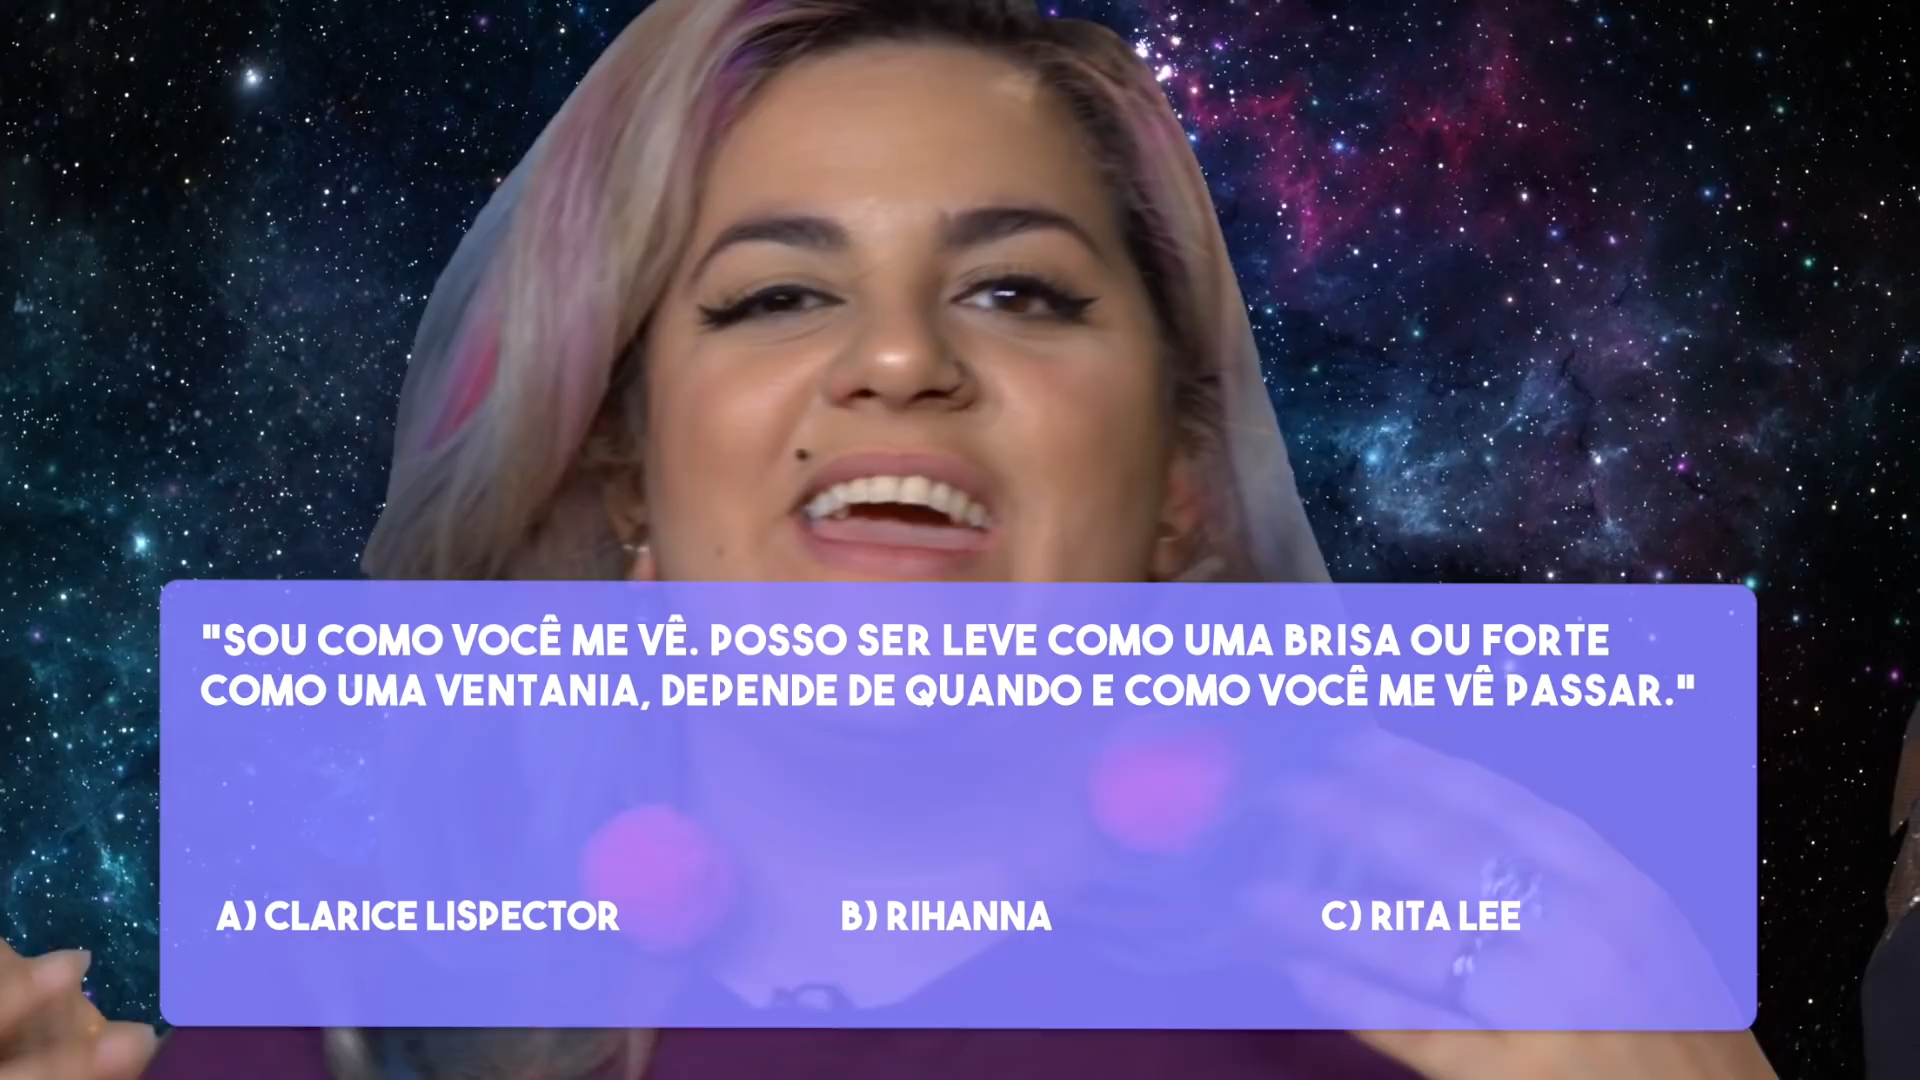 "SOU COMO VOCÊ ME VÊ. POSSO SER LEVE COMO UMA BRISA OU FORTE
COMO UMA VENTANIA, DEPENDE DE QUANDO E COMO VOCÊ ME VÊ PASSAR."
A) CLARICE LISPECTOR B) RIHANNA C) RITA LEE